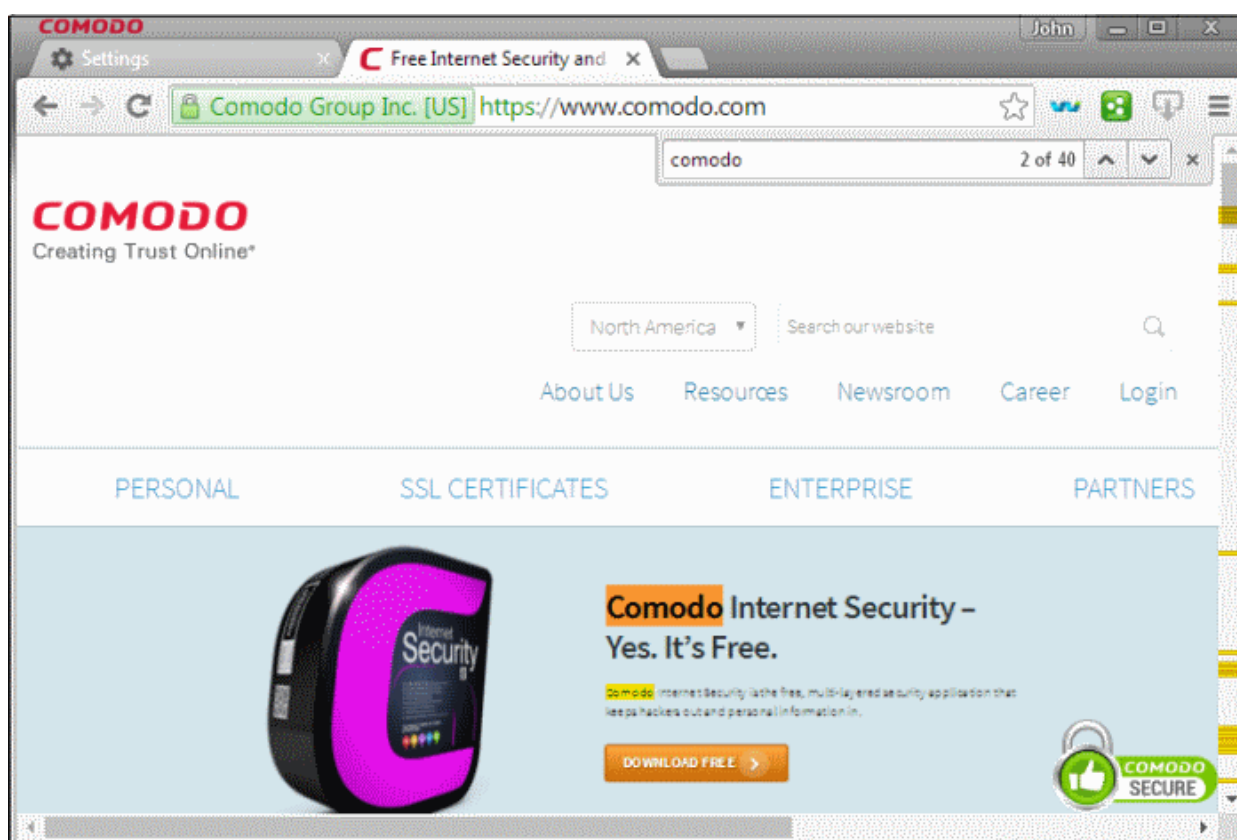 COMODO
John
Settings
Free Internet Security and
Comodo Group Inc. [US] https://www.comodo.com
comodo 2 of 40
COMODO
Creating Trust Online®
North America Search our website
About Us Resources Newsroom Career Login
PERSONAL SSL CERTIFICATES ENTERPRISE PARTNERS
Internet
Security
Comodo Internet Security –
Yes. It's Free.
Comodo Internet Security is the free, multi-layered security application that
keeps hackers out and personal information in.
DOWNLOAD FREE
COMODO
SECURE